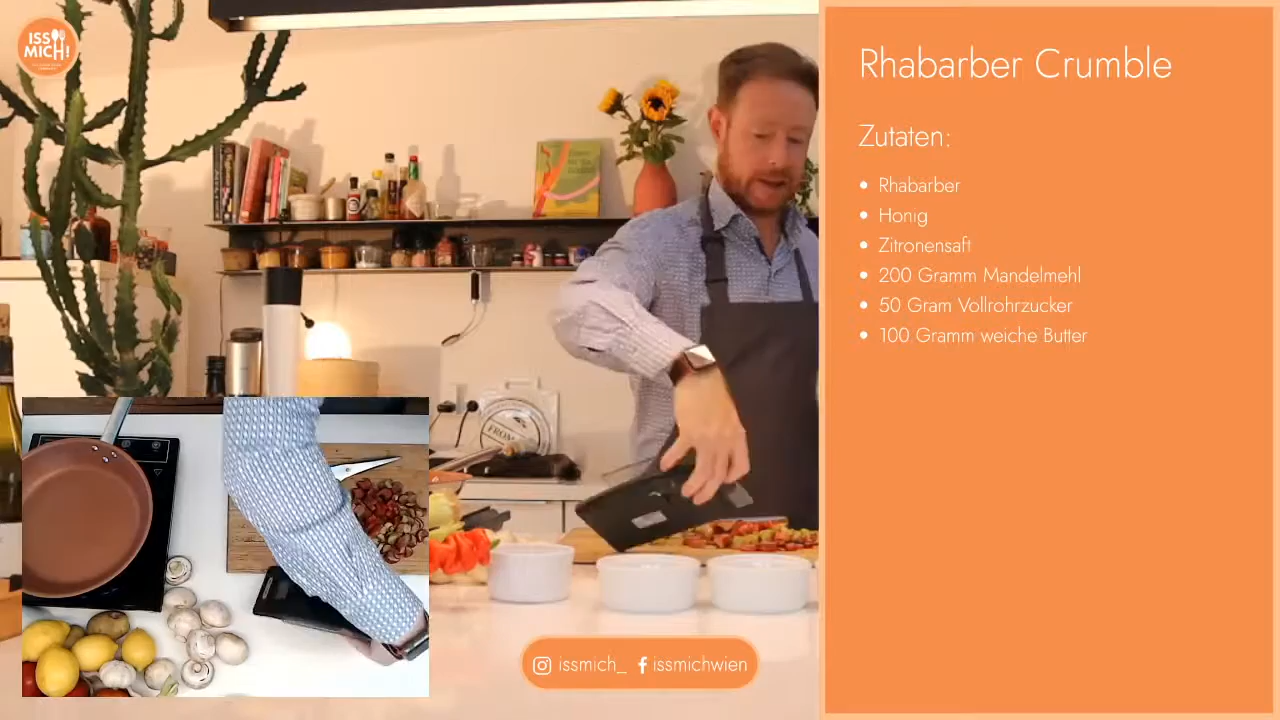 ISS
MICH!
Rhabarber Crumble
Zutaten:
Rhabarber
Honig
Zitronensaft
200 Gramm Mandelmehl
50 Gram Vollrohrzucker
100 Gramm weiche Butter
issmich_ issmichwien